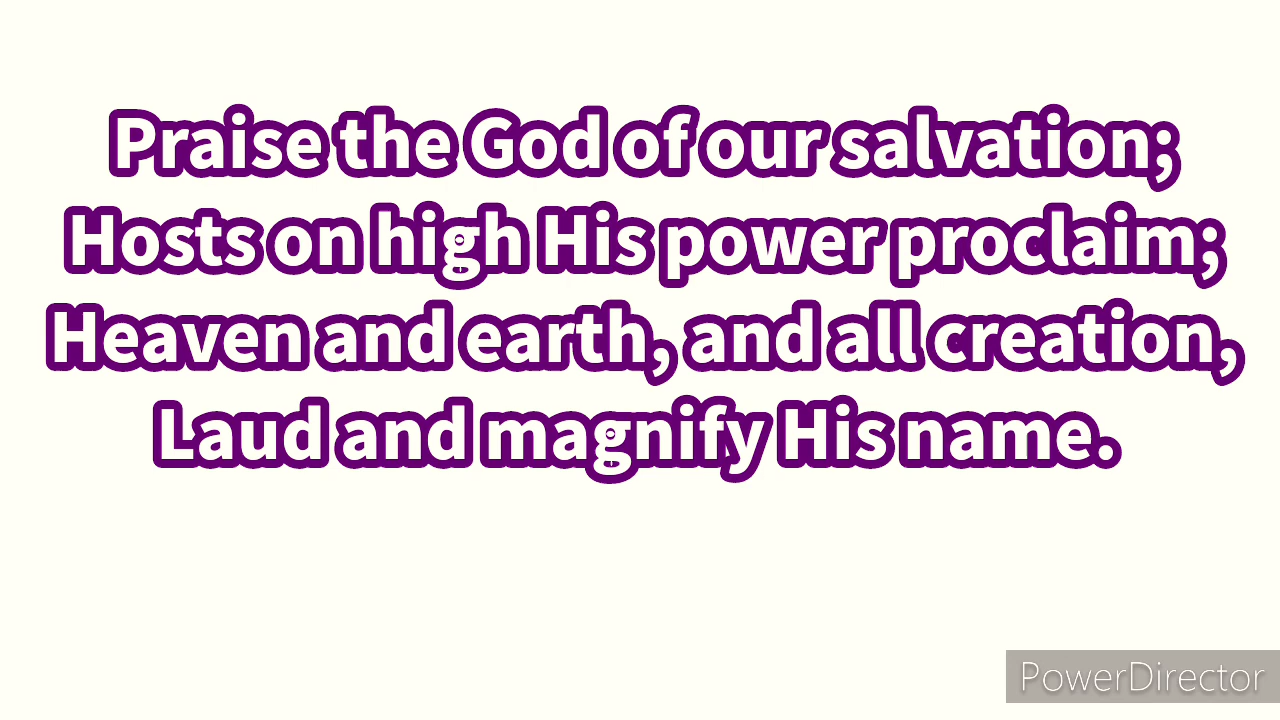 Praise the God of our salvation;
Hosts on high His power proclaim;
Heaven and earth, and all creation,
Laud and magnify His name.
PowerDirector